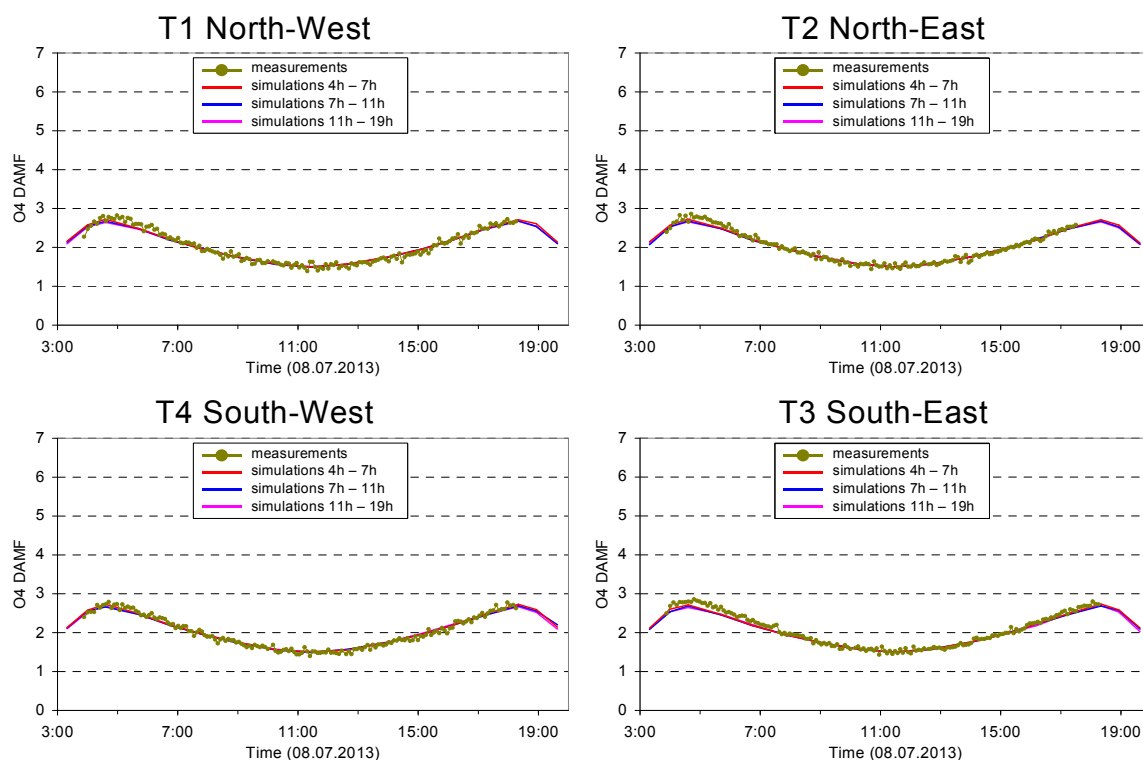 T1 North-West
7
6
5
4
3
2
1
0
O4 DAMF
measurements
simulations 4h – 7h
simulations 7h – 11h
simulations 11h – 19h
3:00 7:00 11:00 15:00 19:00
Time (08.07.2013)
T2 North-East
7
6
5
4
3
2
1
0
O4 DAMF
measurements
simulations 4h – 7h
simulations 7h – 11h
simulations 11h – 19h
3:00 7:00 11:00 15:00 19:00
Time (08.07.2013)
T4 South-West
7
6
5
4
3
2
1
0
O4 DAMF
measurements
simulations 4h – 7h
simulations 7h – 11h
simulations 11h – 19h
3:00 7:00 11:00 15:00 19:00
Time (08.07.2013)
T3 South-East
7
6
5
4
3
2
1
0
O4 DAMF
measurements
simulations 4h – 7h
simulations 7h – 11h
simulations 11h – 19h
3:00 7:00 11:00 15:00 19:00
Time (08.07.2013)